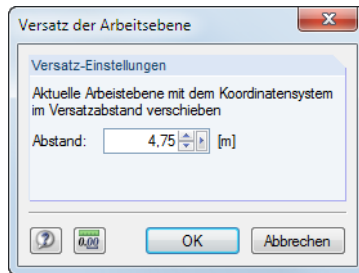 Versatz der Arbeitsebene
Versatz-Einstellungen
Aktuelle Arbeistebene mit dem Koordinatensystem
im Versatzabstand verschieben
Abstand: 4,75 [m]
0.00 OK Abbrechen